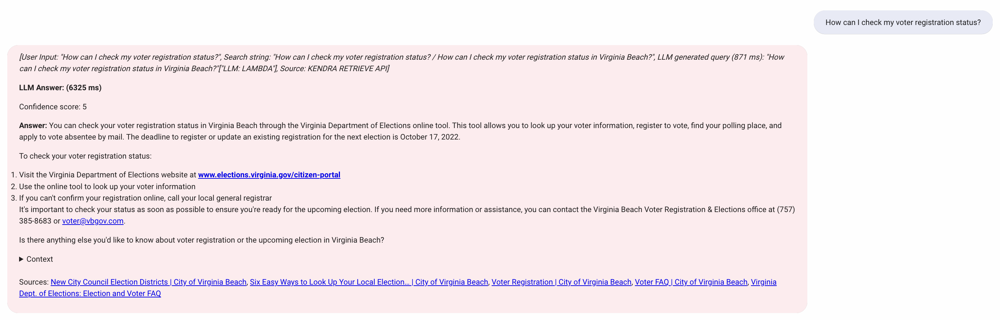 How can I check my voter registration status?
[User Input: "How can I check my voter registration status?", Search string: "How can I check my voter registration status? / How can I check my voter registration status in Virginia Beach?", LLM generated query (871 ms): "How
can I check my voter registration status in Virginia Beach?"["LLM: LAMBDA"], Source: KENDRA RETRIEVE API]
LLM Answer: (6325 ms)
Confidence score: 5
Answer: You can check your voter registration status in Virginia Beach through the Virginia Department of Elections online tool. This tool allows you to look up your voter information, register to vote, find your polling place, and
apply to vote absentee by mail. The deadline to register or update an existing registration for the next election is October 17, 2022.
To check your voter registration status:
1. Visit the Virginia Department of Elections website at www.elections.virginia.gov/citizen-portal
2. Use the online tool to look up your voter information
3. If you can't confirm your registration online, call your local general registrar
It's important to check your status as soon as possible to ensure you're ready for the upcoming election. If you need more information or assistance, you can contact the Virginia Beach Voter Registration & Elections office at (757)
385-8683 or voter@vbgov.com.
Is there anything else you'd like to know about voter registration or the upcoming election in Virginia Beach?
▶ Context
Sources: New City Council Election Districts | City of Virginia Beach, Six Easy Ways to Look Up Your Local Election… | City of Virginia Beach, Voter Registration | City of Virginia Beach, Voter FAQ | City of Virginia Beach, Virginia
Dept. of Elections: Election and Voter FAQ